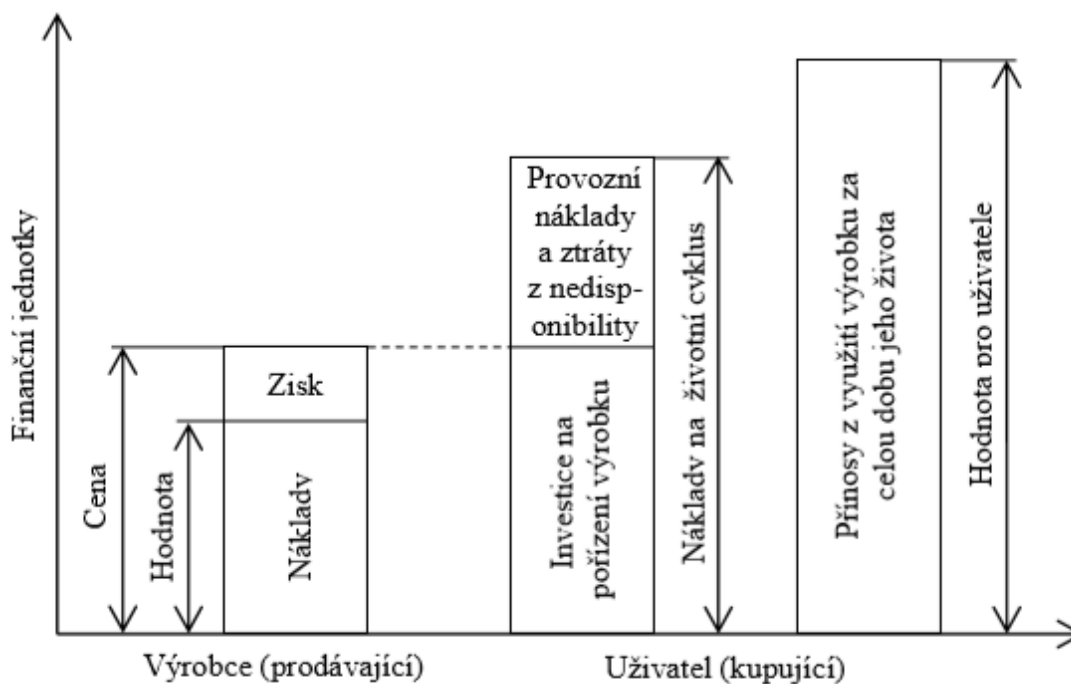 Finanční jednotky
Cena
Hodnota
Zisk
Náklady
Provozní
náklady
a ztráty
z nedisp-
onibility
Investice na
pořízení výrobku
Náklady na životní cyklus
Přínosy z využití výrobku za
celou dobu jeho života
Hodnota pro uživatele
Výrobce (prodávající)
Uživatel (kupující)